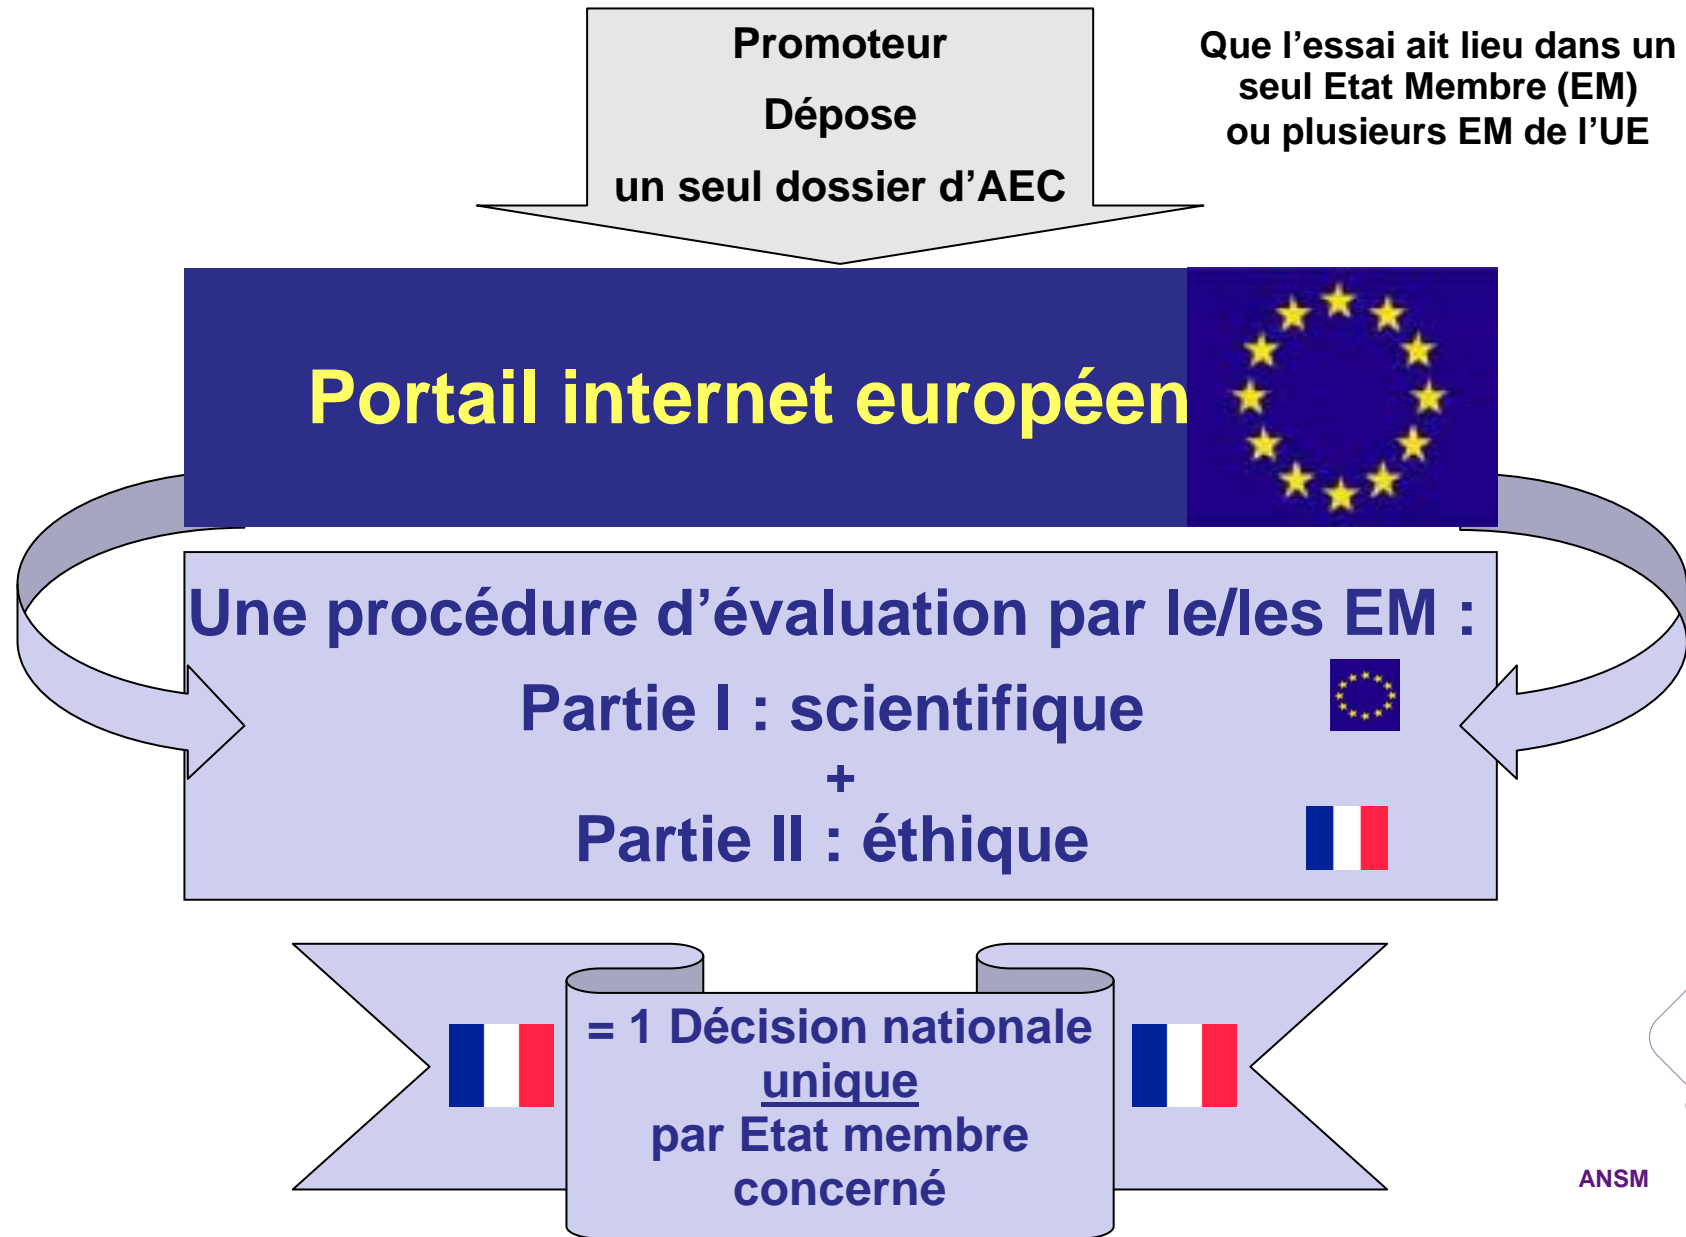 Promoteur
Dépose
un seul dossier d’AEC
Que l’essai ait lieu dans un
seul Etat Membre (EM)
ou plusieurs EM de l’UE
Portail internet européen
Une procédure d’évaluation par le/les EM :
Partie I : scientifique
+
Partie II : éthique
= 1 Décision nationale
unique
par Etat membre
concerné
ANSM